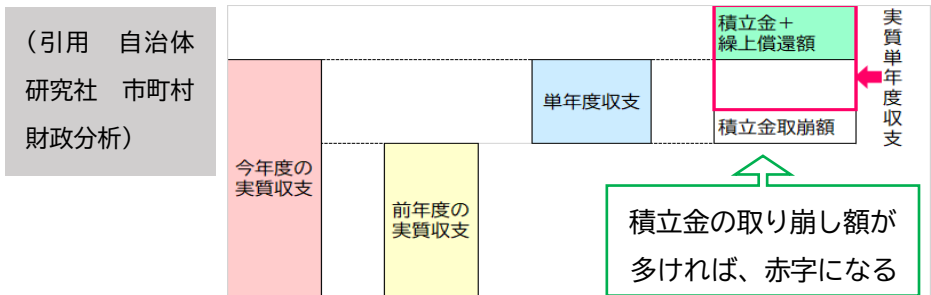 （引用　自治体
研究社　市町村
財政分析）
今年度の
実質収支
前年度の
実質収支
単年度収支
積立金＋
繰上償還額
積立金取崩額
実質単年度収支
積立金の取り崩し額が
多ければ、赤字になる